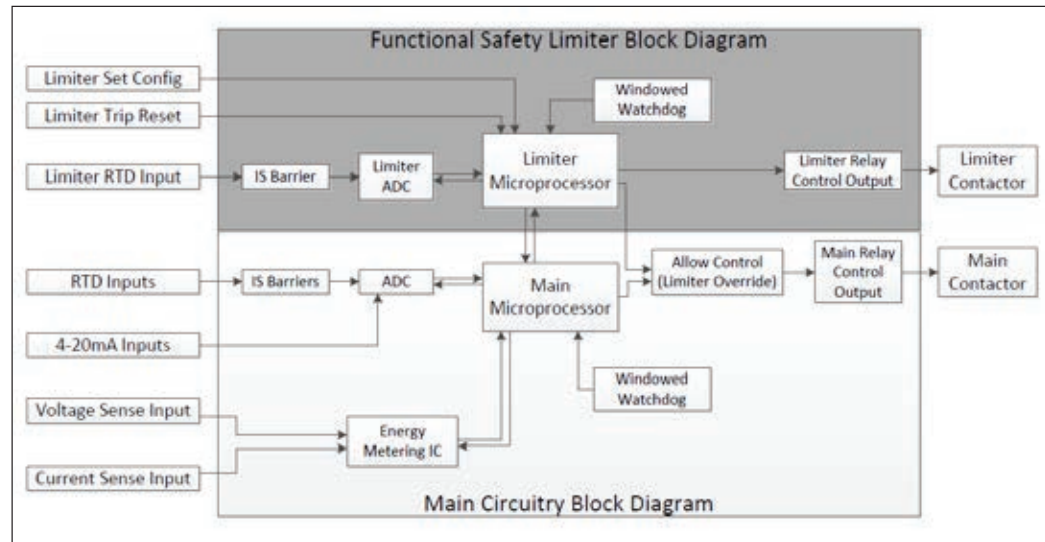 Functional Safety Limiter Block Diagram
Limiter Set Config
Limiter Trip Reset
Windowed
Watchdog
Limiter RTD Input
IS Barrier
Limiter
ADC
Limiter
Microprocessor
Limiter Relay
Control Output
Limiter
Contactor
RTD Inputs
IS Barriers
ADC
Main
Microprocessor
Allow Control
(Limiter Override)
Main Relay
Control
Output
Main
Contactor
4-20mA Inputs
Windowed
Watchdog
Voltage Sense Input
Energy
Metering IC
Current Sense Input
Main Circuitry Block Diagram